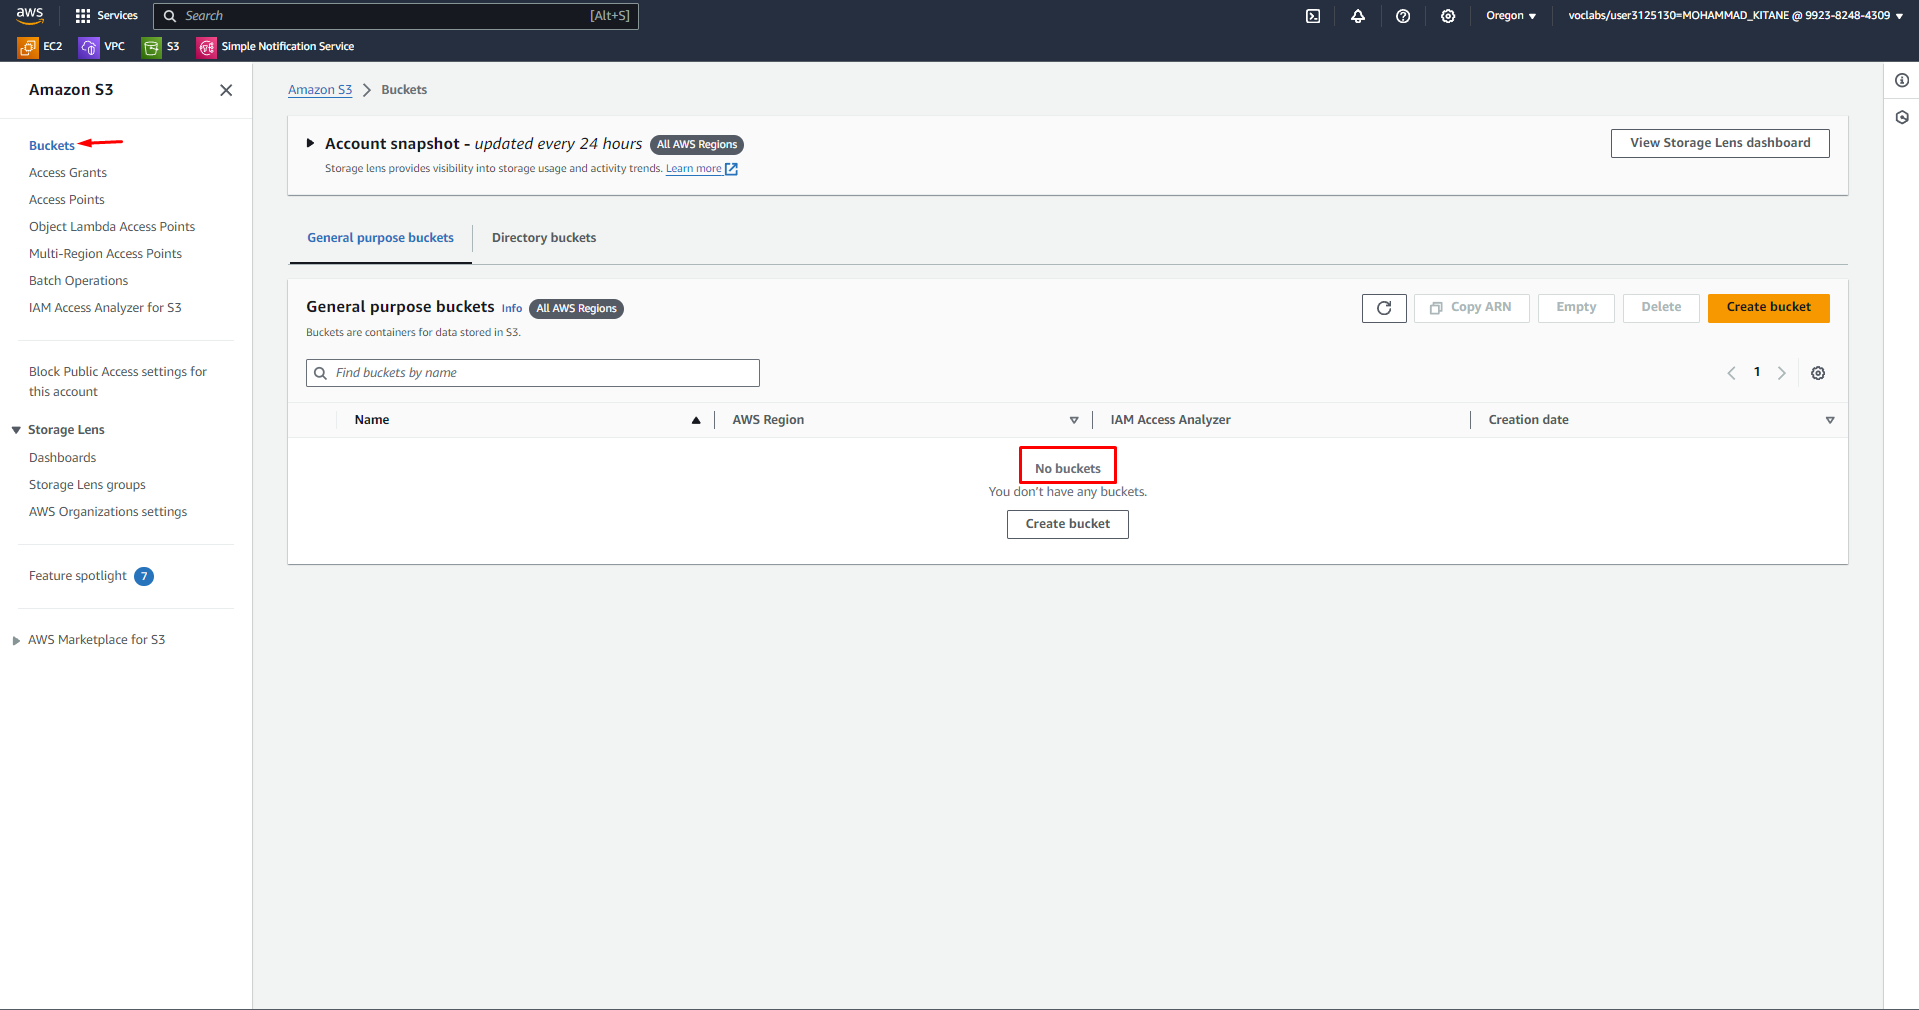 aws
Services
Search
[Alt+S]
Oregon
voclabs/user3125130=MOHAMMAD_KITANE @ 9923-8248-4309
EC2
VPC
S3
Simple Notification Service
Amazon S3
Buckets
Access Grants
Access Points
Object Lambda Access Points
Multi-Region Access Points
Batch Operations
IAM Access Analyzer for S3
Block Public Access settings for
this account
Storage Lens
Dashboards
Storage Lens groups
AWS Organizations settings
Feature spotlight 7
AWS Marketplace for S3
Amazon S3 > Buckets
Account snapshot - updated every 24 hours All AWS Regions
Storage lens provides visibility into storage usage and activity trends. Learn more
View Storage Lens dashboard
General purpose buckets
Directory buckets
General purpose buckets Info All AWS Regions
Buckets are containers for data stored in S3.
Copy ARN
Empty
Delete
Create bucket
Find buckets by name
1
Name
AWS Region
IAM Access Analyzer
Creation date
No buckets
You don't have any buckets.
Create bucket